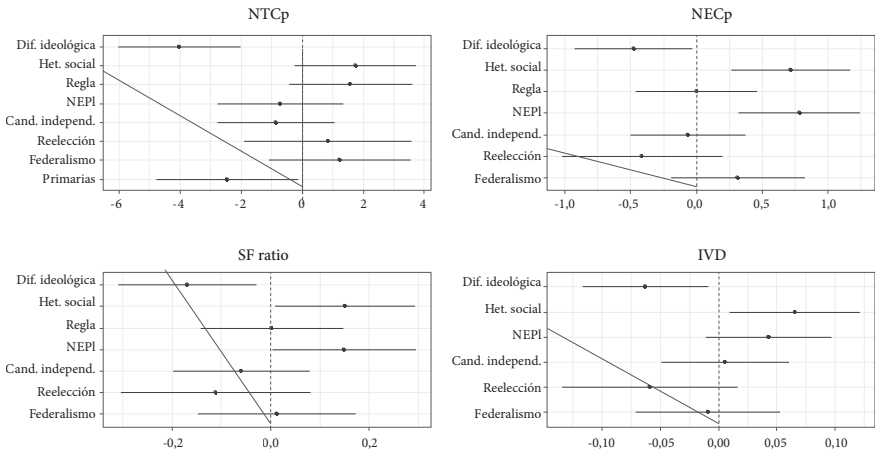 NTCp
Dif. ideológica
Het. social
Regla
NEPl
Cand. independ.
Reelección
Federalismo
Primarias
-6 -4 -2 0 2 4
NECp
Dif. ideológica
Het. social
Regla
NEPl
Cand. independ.
Reelección
Federalismo
-1,0 -0,5 0,0 0,5 1,0
SF ratio
Dif. ideológica
Het. social
Regla
NEPl
Cand. independ.
Reelección
Federalismo
-0,2 0,0 0,2
IVD
Dif. ideológica
Het. social
NEPl
Cand. independ.
Reelección
Federalismo
-0,10 -0,05 0,00 0,05 0,10